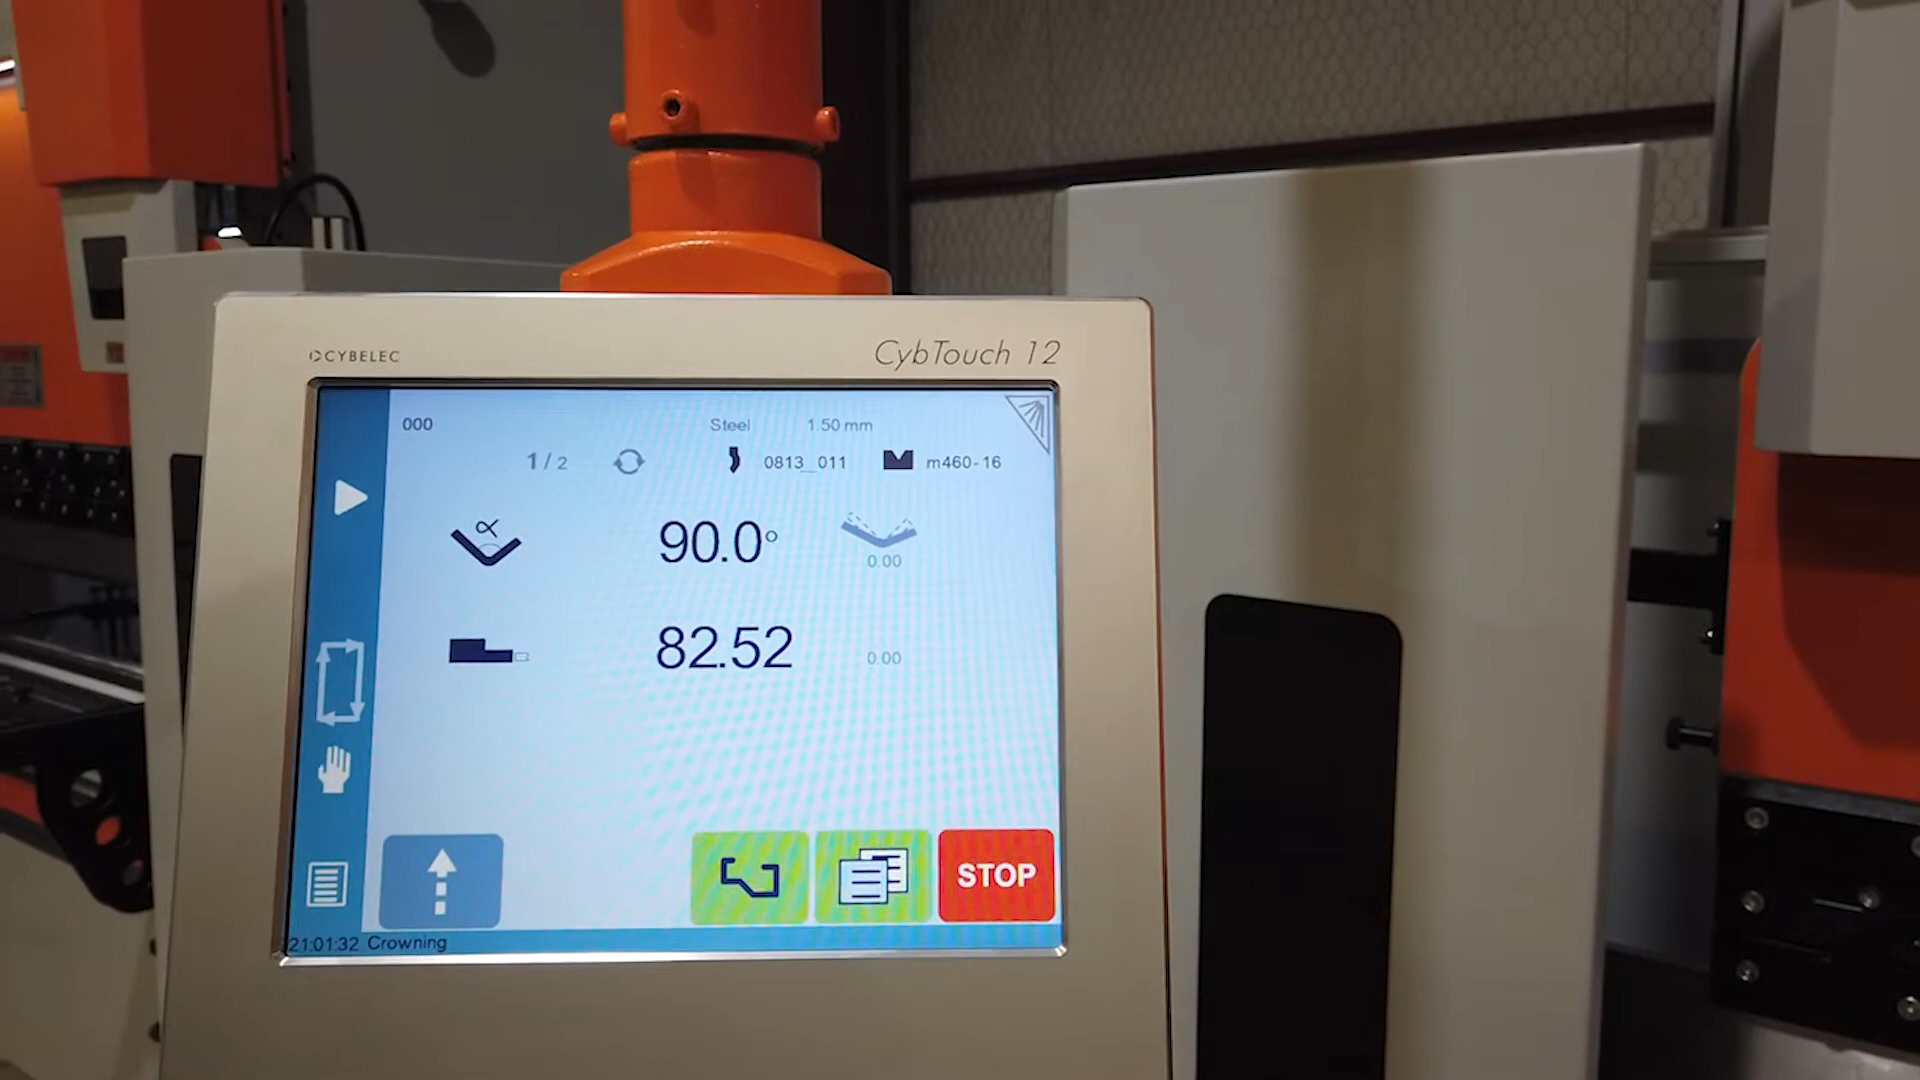 CYBELEC
CybTouch 12
000 Steel 1.50 mm
1/2 0813_011 m460-16
α
90.0°
0.00
82.52 0.00
STOP
21:01:32 Crowning